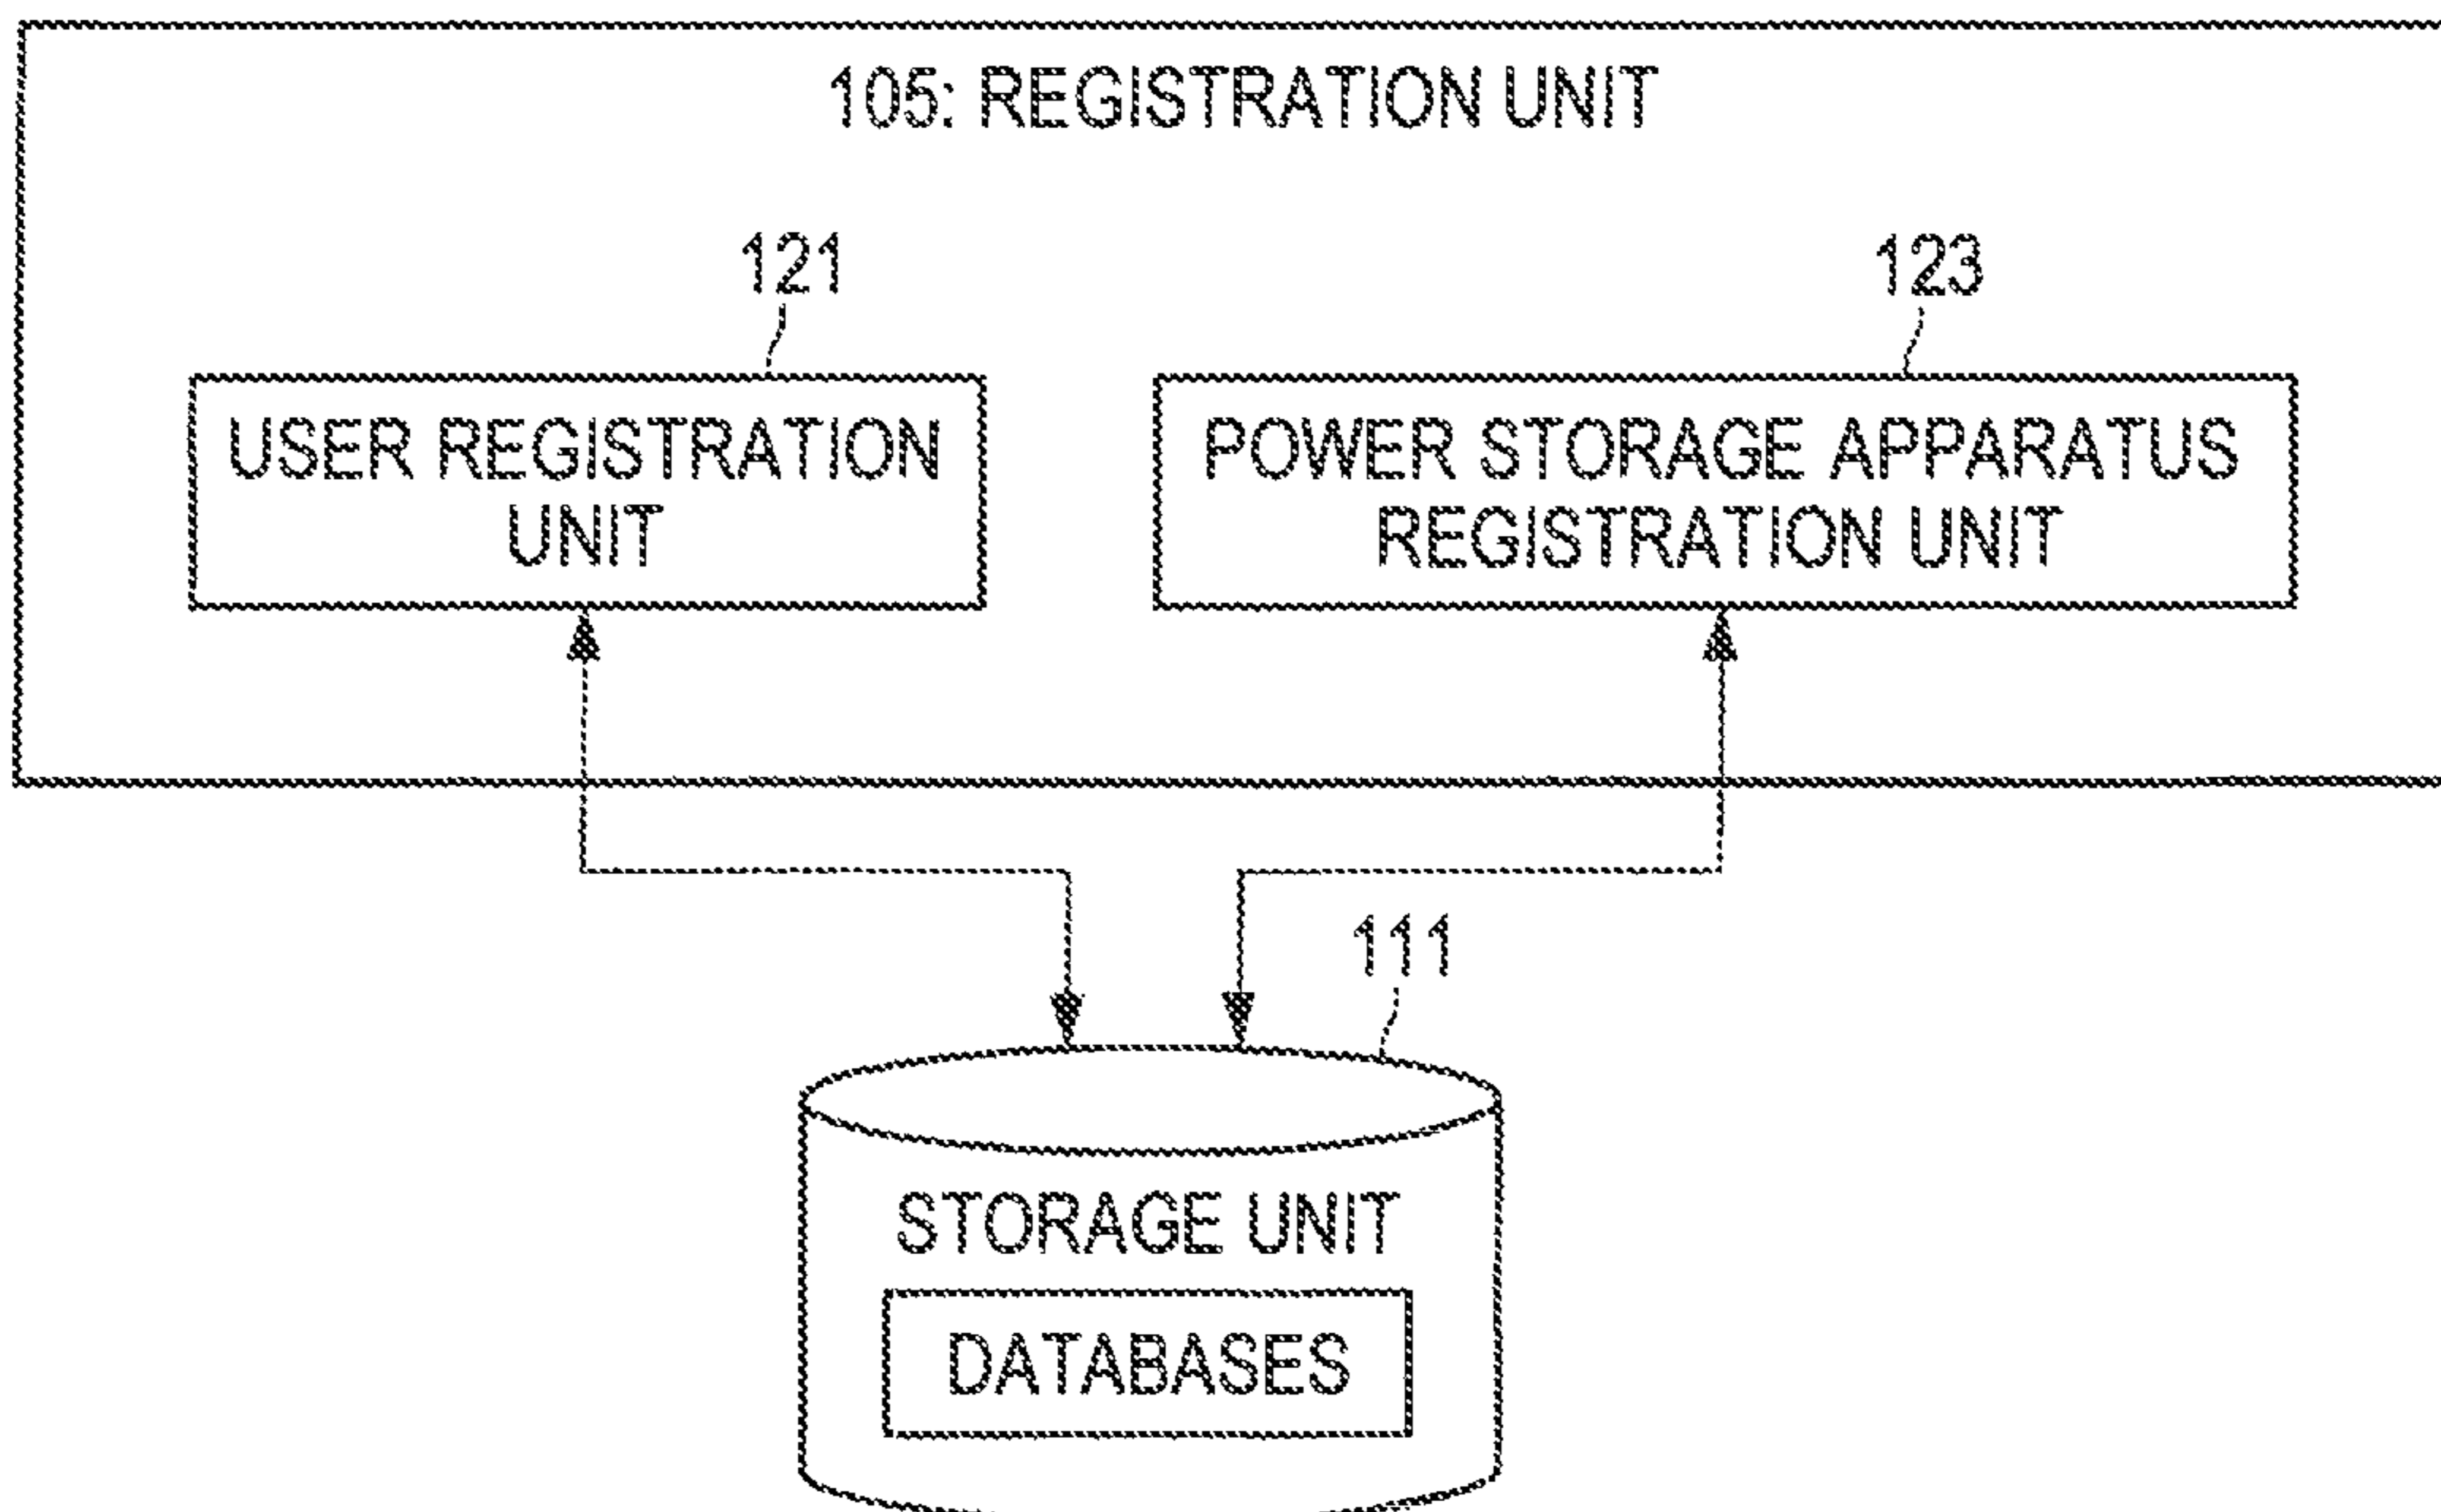 105: REGISTRATION UNIT
121
123
USER REGISTRATION
UNIT
POWER STORAGE APPARATUS
REGISTRATION UNIT
111
STORAGE UNIT
DATABASES